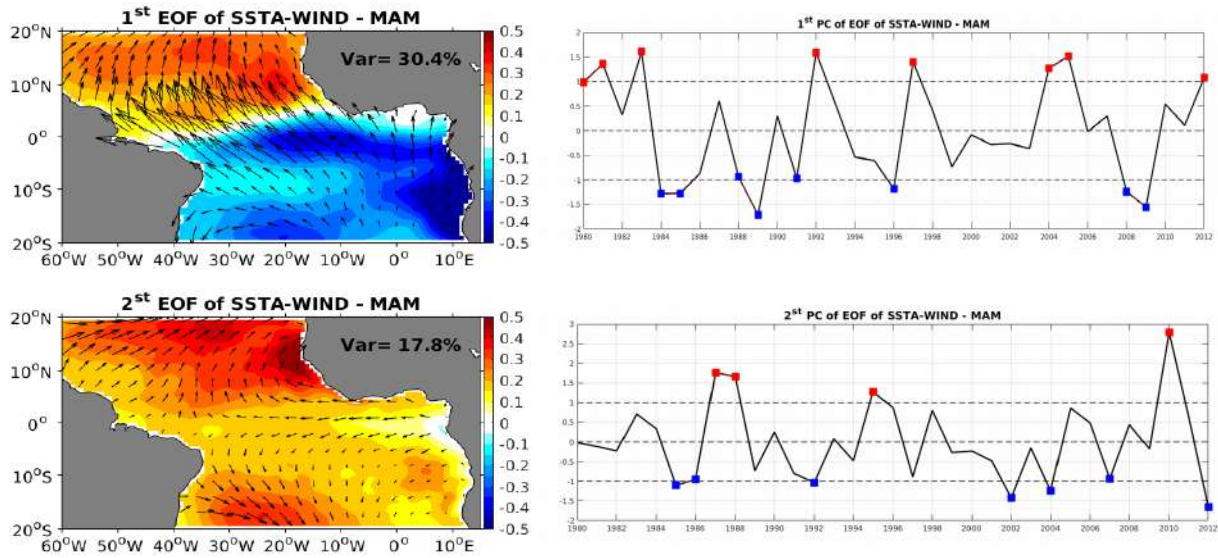 1st EOF of SSTA-WIND - MAM
20°N
10°N
0°
10°S
20°S
60°W 50°W 40°W 30°W 20°W 10°W 0° 10°E
Var= 30.4%
0.5
0.4
0.3
0.2
0.1
0
-0.1
-0.2
-0.3
-0.4
-0.5
1st PC of EOF of SSTA-WIND - MAM
2
1.5
1
0.5
0
-0.5
-1
-1.5
-2
1980 1982 1984 1986 1988 1990 1992 1994 1996 1998 2000 2002 2004 2006 2008 2010 2012
2st EOF of SSTA-WIND - MAM
20°N
10°N
0°
10°S
20°S
60°W 50°W 40°W 30°W 20°W 10°W 0° 10°E
Var= 17.8%
0.5
0.4
0.3
0.2
0.1
0
-0.1
-0.2
-0.3
-0.4
-0.5
2st PC of EOF of SSTA-WIND - MAM
3
2.5
2
1.5
1
0.5
0
-0.5
-1
-1.5
-2
1980 1982 1984 1986 1988 1990 1992 1994 1996 1998 2000 2002 2004 2006 2008 2010 2012